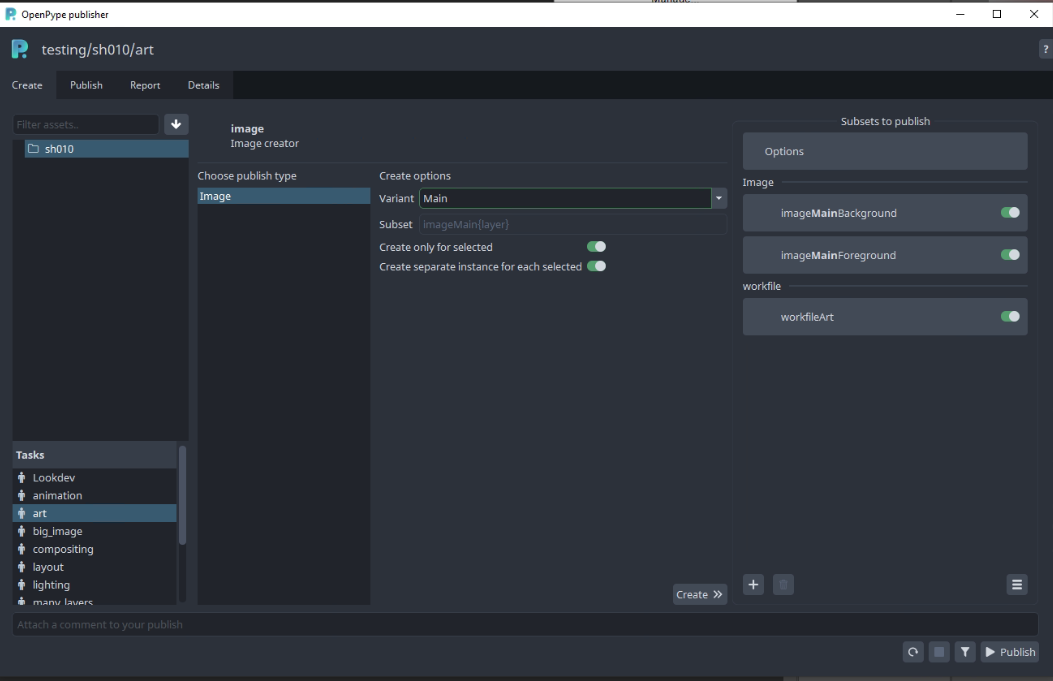 Manage
OpenPype publisher
testing/sh010/art
?
Create
Publish
Report
Details
Filter assets..
sh010
Tasks
Lookdev
animation
art
big_image
compositing
layout
lighting
many_layers
image
Image creator
Choose publish type
Image
Create options
Variant Main
Subset imageMain{layer}
Create only for selected
Create separate instance for each selected
Create
Subsets to publish
Options
Image
imageMainBackground
imageMainForeground
workfile
workfileArt
Attach a comment to your publish
Publish